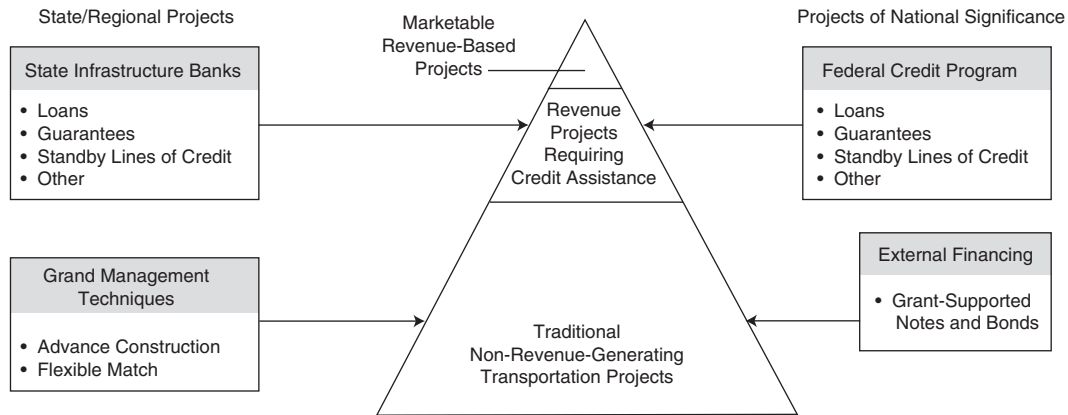 State/Regional Projects
State Infrastructure Banks
• Loans
• Guarantees
• Standby Lines of Credit
• Other
Grand Management
Techniques
• Advance Construction
• Flexible Match
Marketable
Revenue-Based
Projects
Revenue
Projects
Requiring
Credit Assistance
Traditional
Non-Revenue-Generating
Transportation Projects
Projects of National Significance
Federal Credit Program
• Loans
• Guarantees
• Standby Lines of Credit
• Other
External Financing
• Grant-Supported
Notes and Bonds